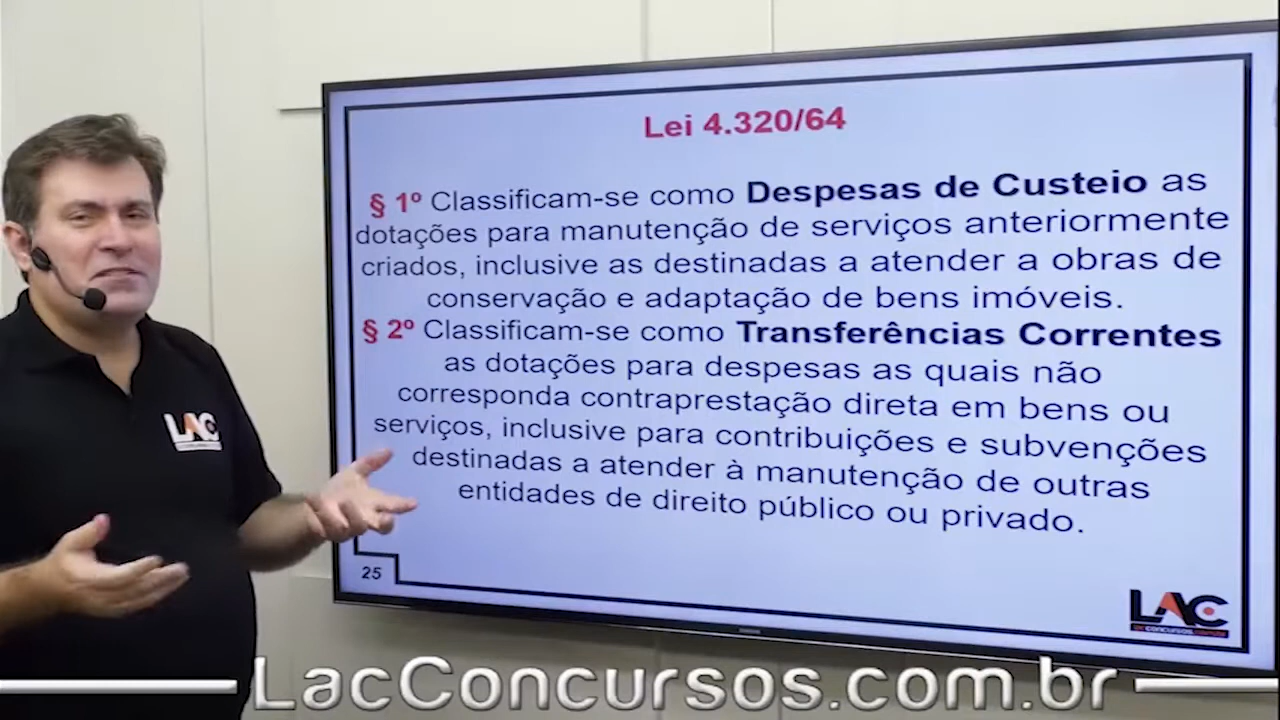 Lei 4.320/64
§ 1º Classificam-se como Despesas de Custeio as
dotações para manutenção de serviços anteriormente
criados, inclusive as destinadas a atender a obras de
conservação e adaptação de bens imóveis.
§ 2º Classificam-se como Transferências Correntes
as dotações para despesas as quais não
corresponda contraprestação direta em bens ou
serviços, inclusive para contribuições e subvenções
destinadas a atender à manutenção de outras
entidades de direito público ou privado.
25
LAC
LAC
LacConcursos.com.br